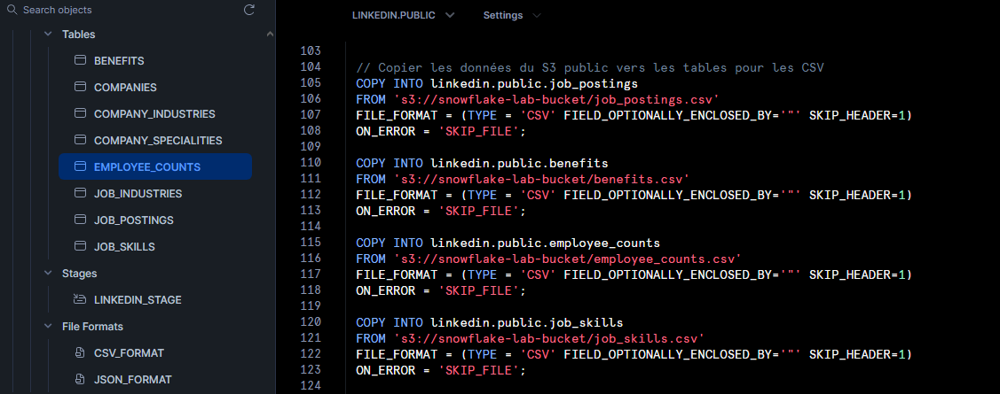 Search objects
Tables
BENEFITS
COMPANIES
COMPANY_INDUSTRIES
COMPANY_SPECIALITIES
EMPLOYEE_COUNTS
JOB_INDUSTRIES
JOB_POSTINGS
JOB_SKILLS
Stages
LINKEDIN_STAGE
File Formats
CSV_FORMAT
JSON_FORMAT
LINKEDIN.PUBLIC Settings
103
104 // Copier les données du S3 public vers les tables pour les CSV
105 COPY INTO linkedin.public.job_postings
106 FROM 's3://snowflake-lab-bucket/job_postings.csv'
107 FILE_FORMAT = (TYPE = 'CSV' FIELD_OPTIONALLY_ENCLOSED_BY='"' SKIP_HEADER=1)
108 ON_ERROR = 'SKIP_FILE';
109
110 COPY INTO linkedin.public.benefits
111 FROM 's3://snowflake-lab-bucket/benefits.csv'
112 FILE_FORMAT = (TYPE = 'CSV' FIELD_OPTIONALLY_ENCLOSED_BY='"' SKIP_HEADER=1)
113 ON_ERROR = 'SKIP_FILE';
114
115 COPY INTO linkedin.public.employee_counts
116 FROM 's3://snowflake-lab-bucket/employee_counts.csv'
117 FILE_FORMAT = (TYPE = 'CSV' FIELD_OPTIONALLY_ENCLOSED_BY='"' SKIP_HEADER=1)
118 ON_ERROR = 'SKIP_FILE';
119
120 COPY INTO linkedin.public.job_skills
121 FROM 's3://snowflake-lab-bucket/job_skills.csv'
122 FILE_FORMAT = (TYPE = 'CSV' FIELD_OPTIONALLY_ENCLOSED_BY='"' SKIP_HEADER=1)
123 ON_ERROR = 'SKIP_FILE';
124